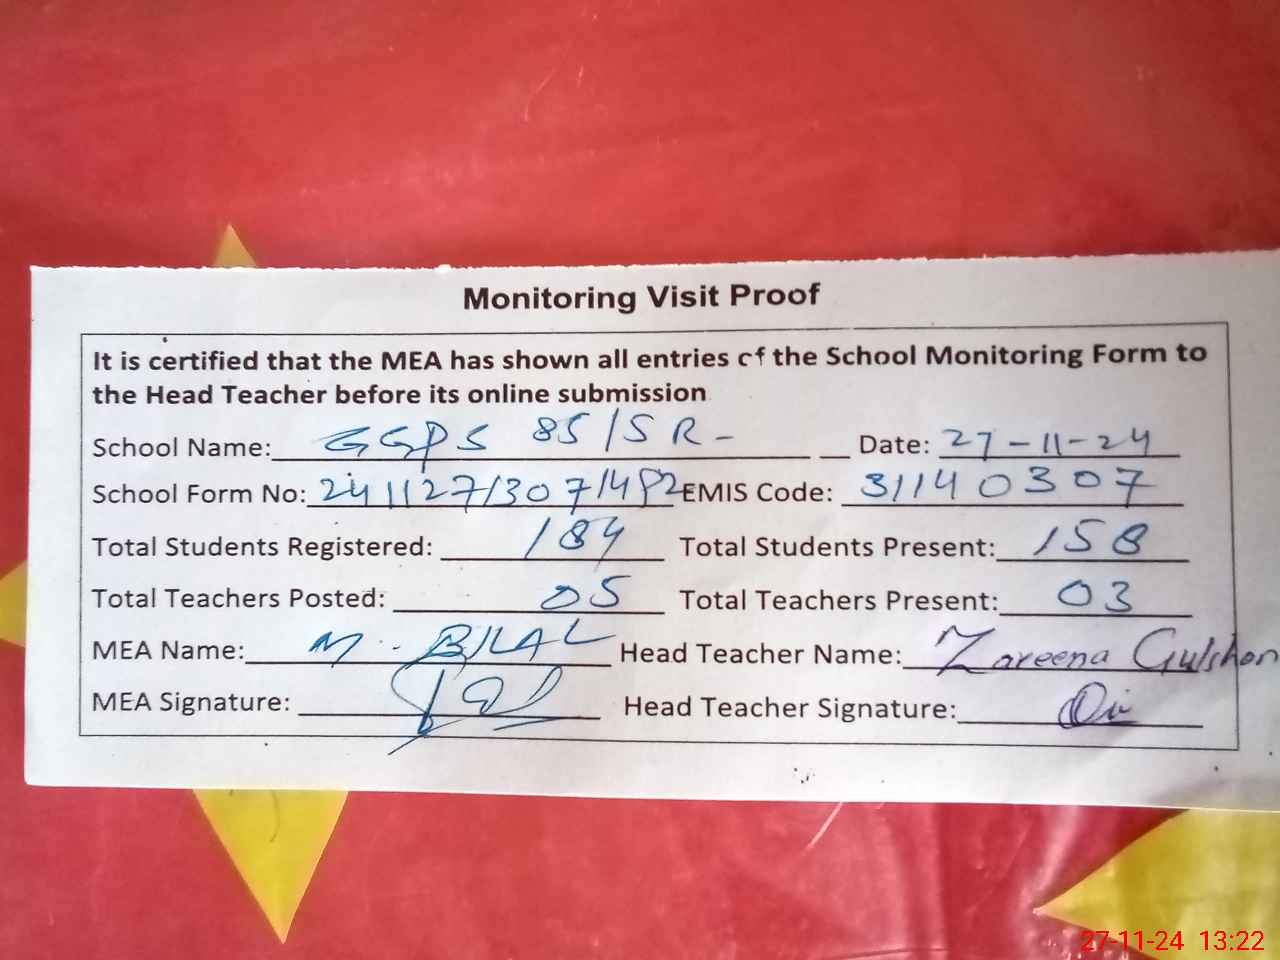 Monitoring Visit Proof
It is certified that the MEA has shown all entries of the School Monitoring Form to
the Head Teacher before its online submission
School Name: GGPS 85/SR- Date: 27-11-24
School Form No: 241127/307/482 EMIS Code: 31140307
Total Students Registered: 184 Total Students Present: 158
Total Teachers Posted: 05 Total Teachers Present: 03
MEA Name: M. BILAL Head Teacher Name: Zareena Gulshan
MEA Signature: Head Teacher Signature:
27-11-24 13:22